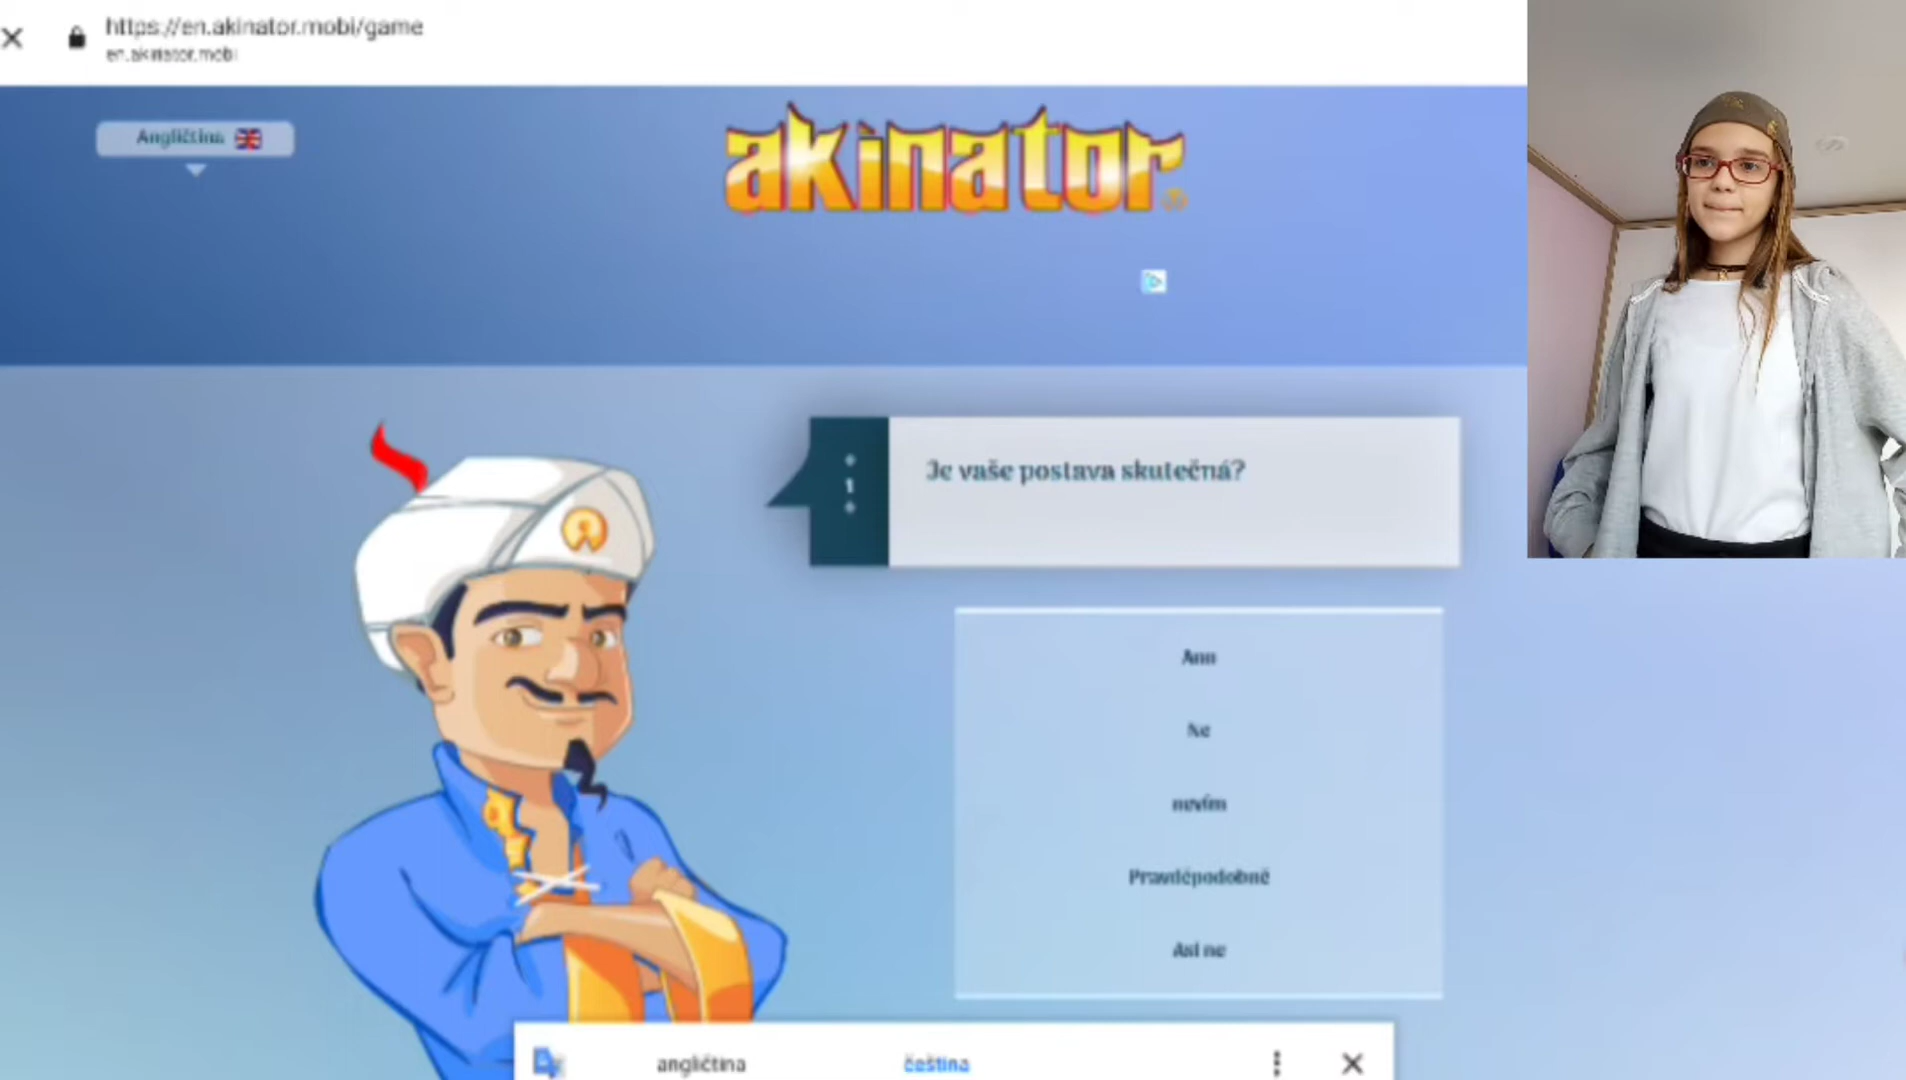 https://en.akinator.mobi/game
en.akinator.mobi
Angličtina
akinator
1
Je vaše postava skutečná?
Ano
Ne
nevím
Pravděpodobně
Asi ne
angličtina čeština